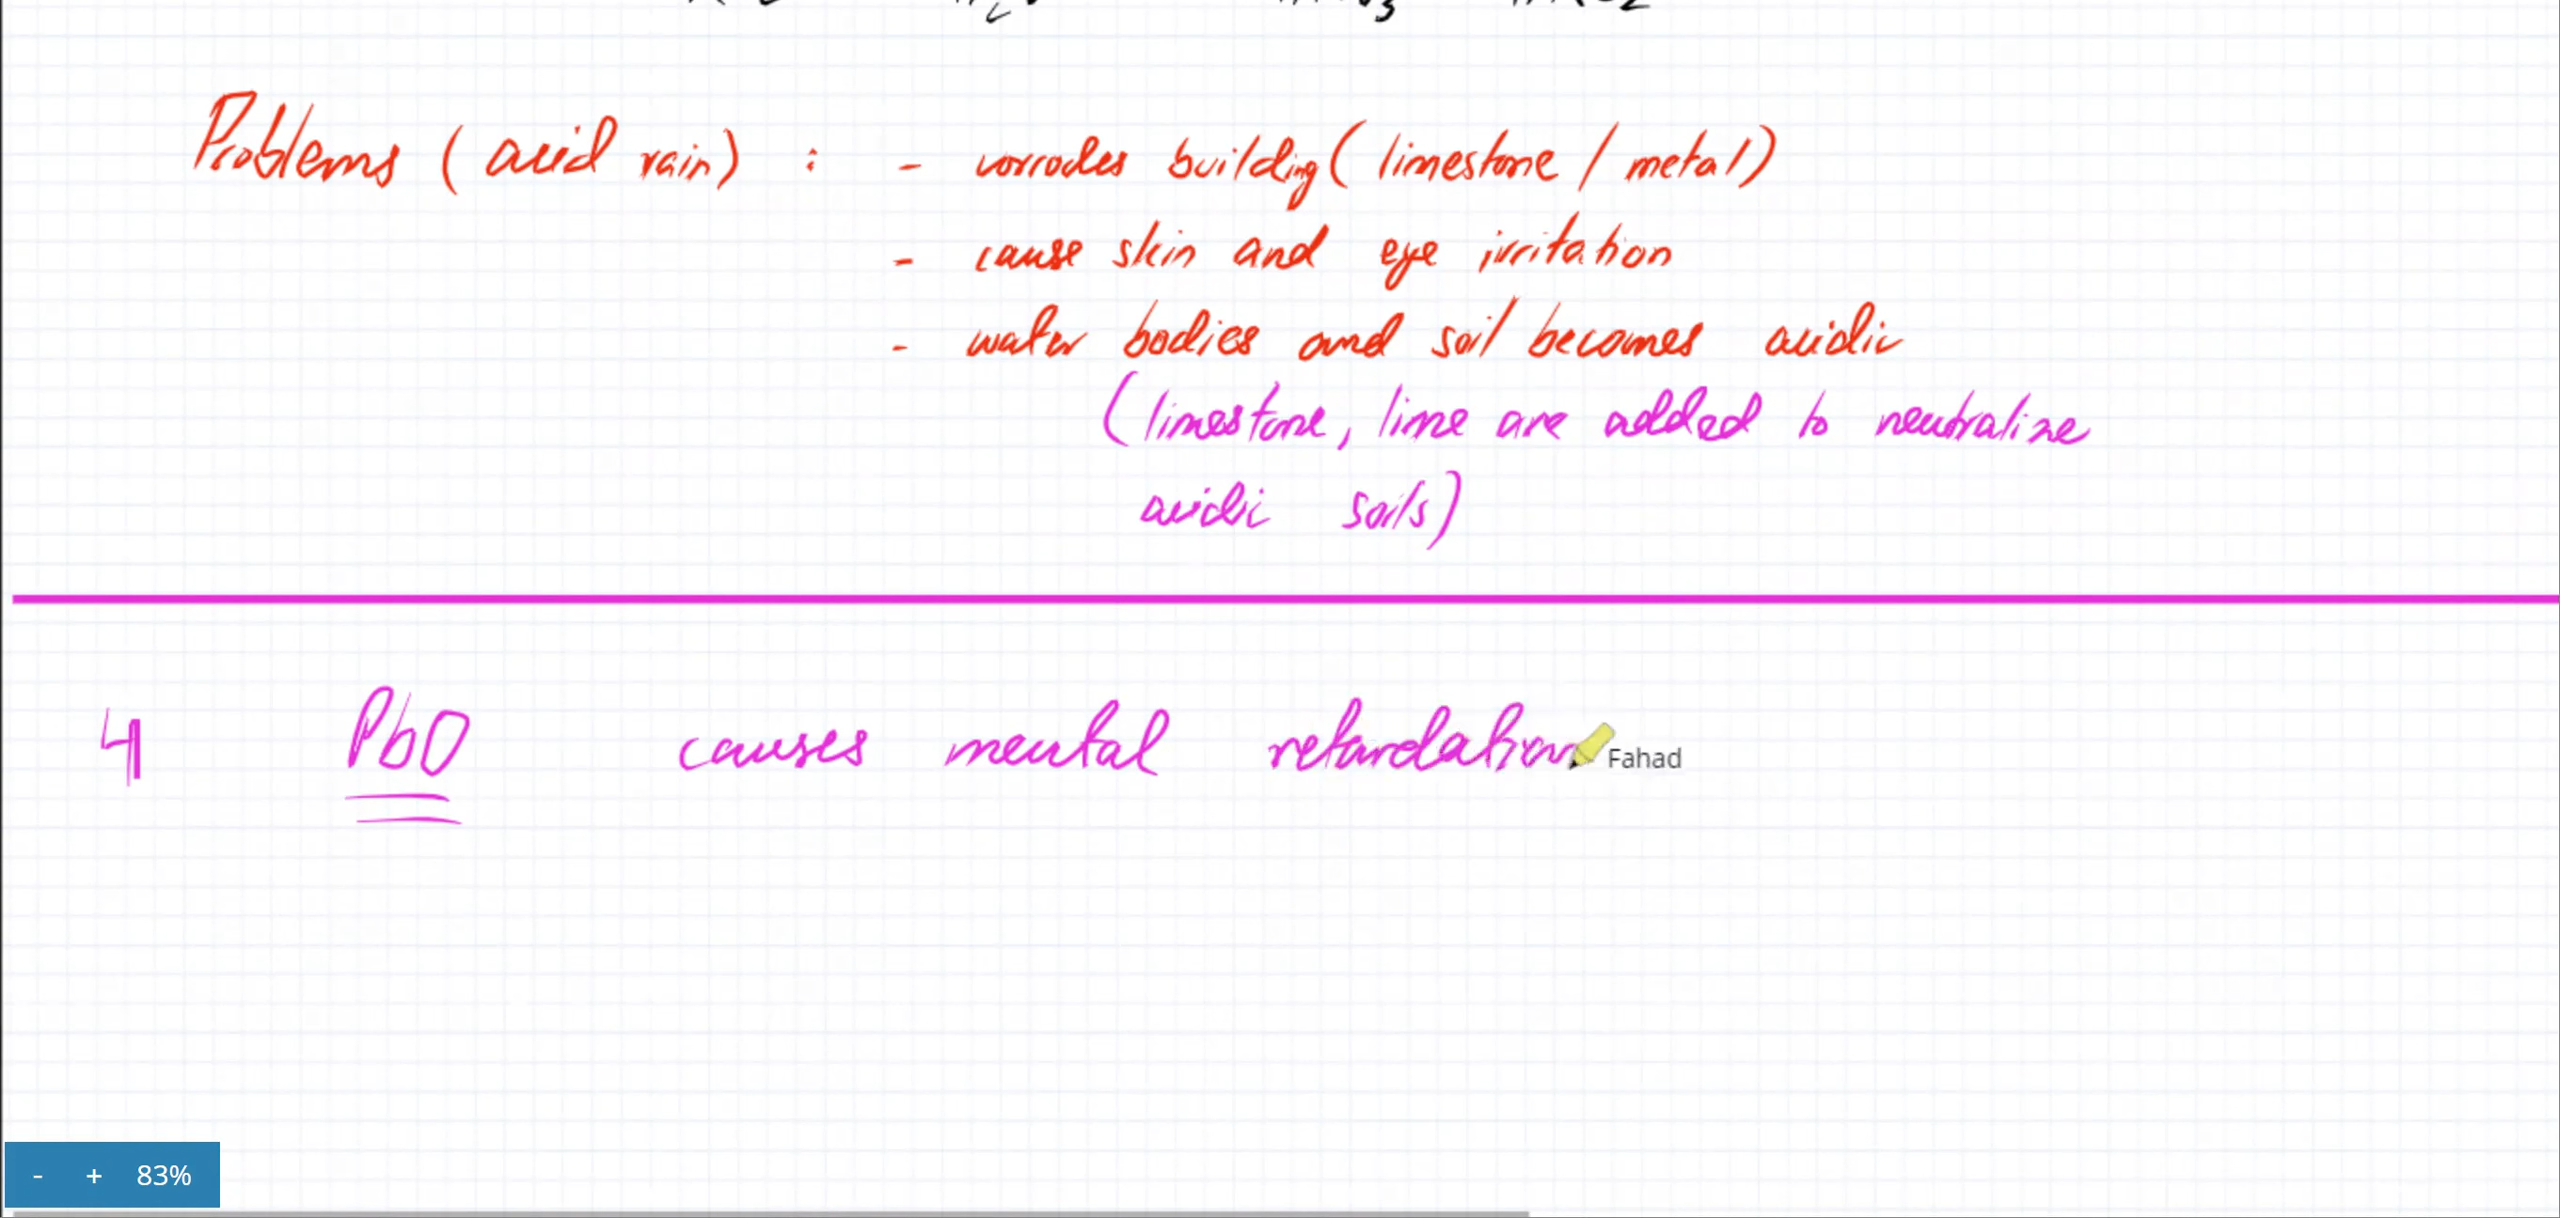 Problems (acid rain) : - corrodes building (limestone / metal)
- cause skin and eye irritation
- water bodies and soil becomes acidic
(limestone, lime are added to neutralize
acidic soils)
4 PbO causes mental retardation
Fahad
- + 83%